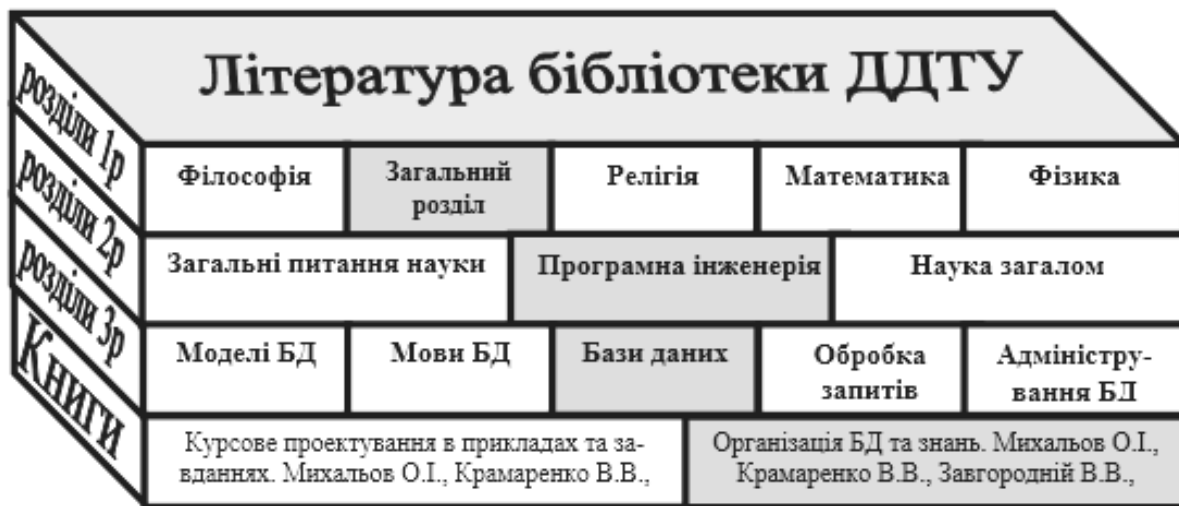 Література бібліотеки ДДТУ
розділи 1р
Філософія
Загальний
розділ
Релігія
Математика
Фізика
розділи 2р
Загальні питання науки
Програмна інженерія
Наука загалом
розділи 3р
Моделі БД
Мови БД
Бази даних
Обробка
запитів
Адміністру-
вання БД
Книги
Курсове проектування в прикладах та за-
вданнях. Михальов О.І., Крамаренко В.В.,
Організація БД та знань. Михальов О.І.,
Крамаренко В.В., Завгородній В.В.,